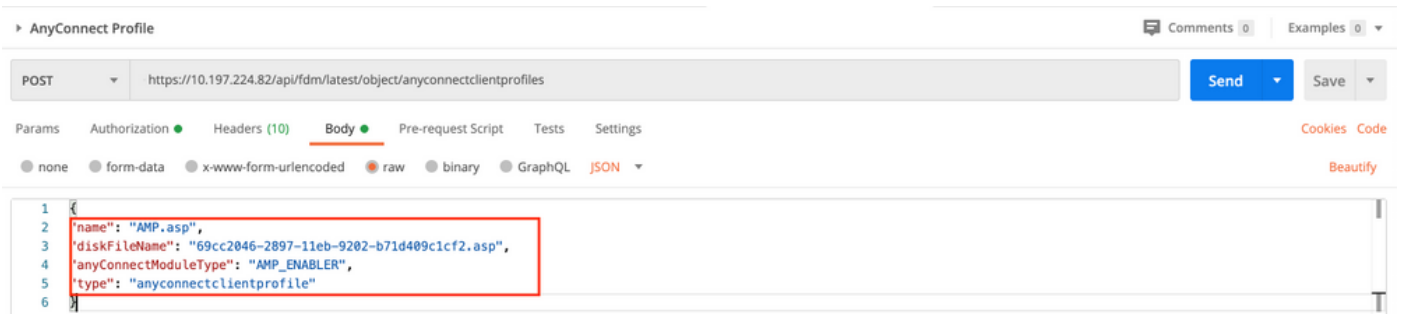 AnyConnect Profile
Comments 0 Examples 0
POST https://10.197.224.82/api/fdm/latest/object/anyconnectclientprofiles Send Save
Params Authorization Headers (10) Body Pre-request Script Tests Settings Cookies Code
none form-data x-www-form-urlencoded raw binary GraphQL JSON Beautify
1 {
2 "name": "AMP.asp",
3 "diskFileName": "69cc2046-2897-11eb-9202-b71d409c1cf2.asp",
4 "anyConnectModuleType": "AMP_ENABLER",
5 "type": "anyconnectclientprofile"
6 }